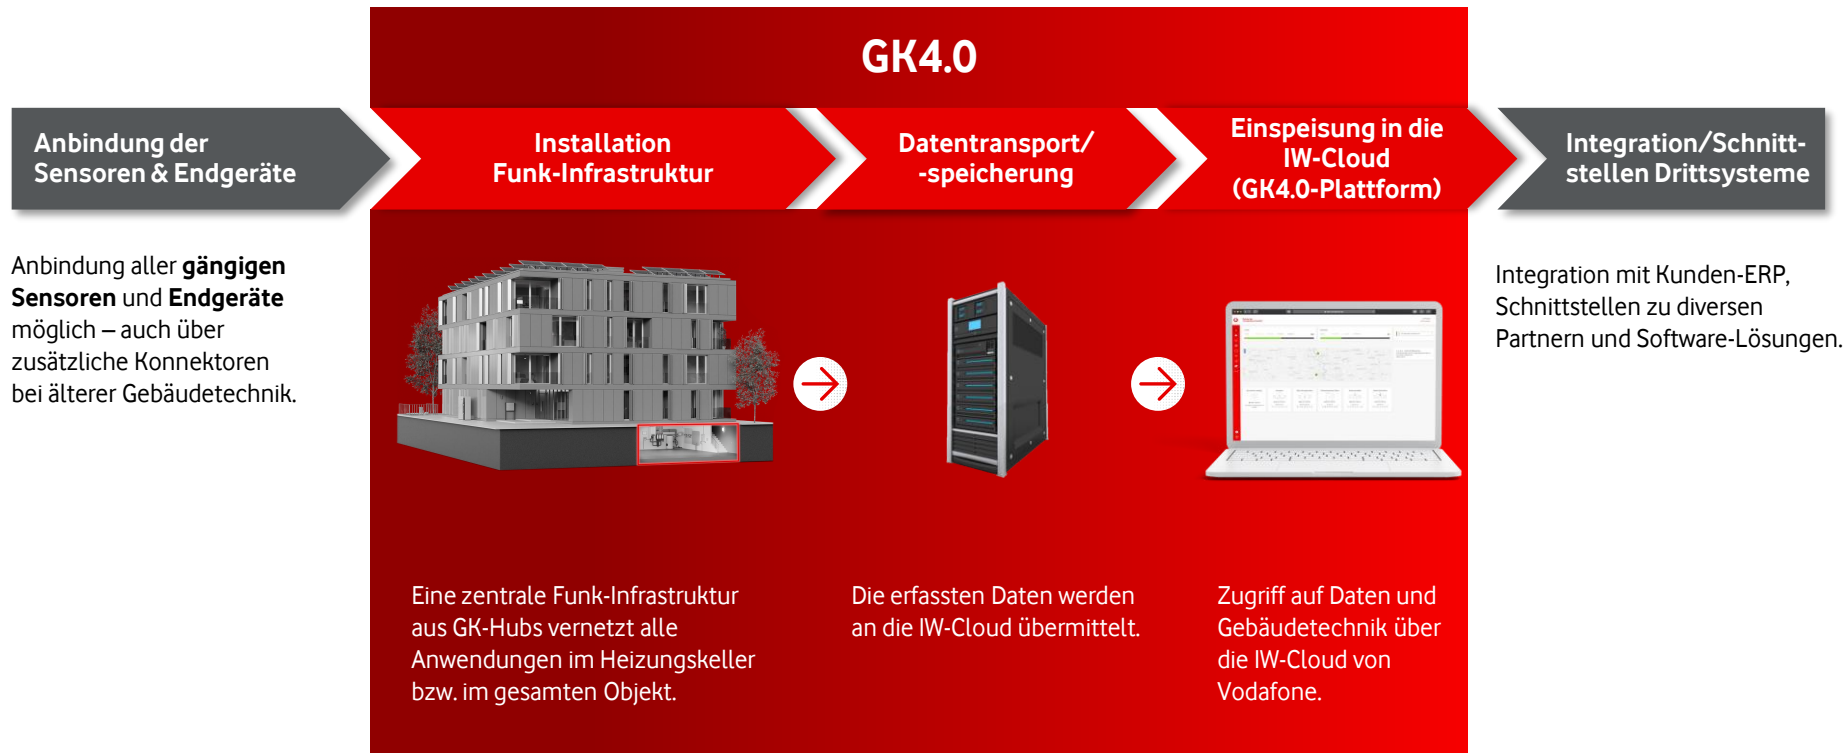 GK4.0
Anbindung der
Sensoren & Endgeräte
Installation
Funk-Infrastruktur
Datentransport/
-speicherung
Einspeisung in die
IW-Cloud
(GK4.0-Plattform)
Integration/Schnitt-
stellen Drittsysteme
Anbindung aller gängigen
Sensoren und Endgeräte
möglich – auch über
zusätzliche Konnektoren
bei älterer Gebäudetechnik.
Eine zentrale Funk-Infrastruktur
aus GK-Hubs vernetzt alle
Anwendungen im Heizungskeller
bzw. im gesamten Objekt.
Die erfassten Daten werden
an die IW-Cloud übermittelt.
Zugriff auf Daten und
Gebäudetechnik über
die IW-Cloud von
Vodafone.
Integration mit Kunden-ERP,
Schnittstellen zu diversen
Partnern und Software-Lösungen.